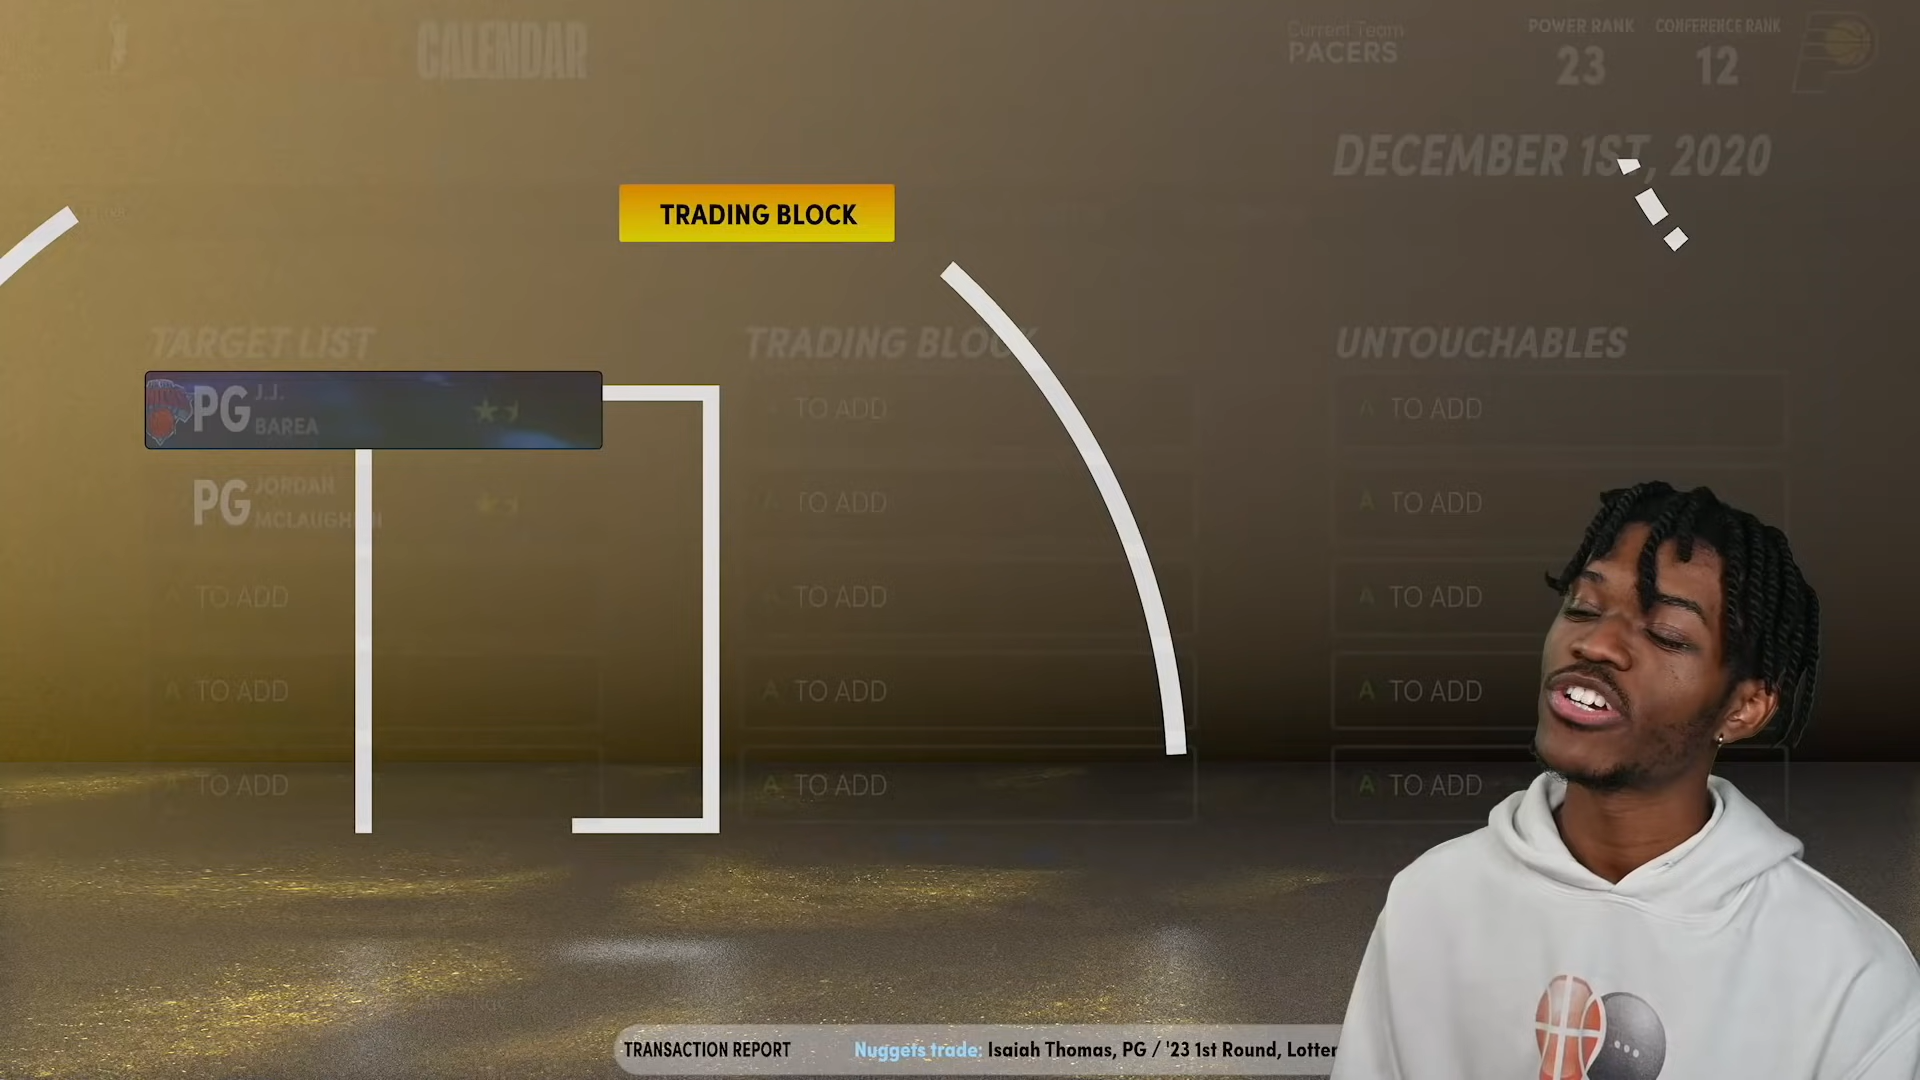 CALENDAR
Current Team
PACERS
POWER RANK
23
CONFERENCE RANK
12
DECEMBER 1ST, 2020
TRADING BLOCK
TARGET LIST
PG
J.J.
BAREA
PG
JORDAN
A TO ADD
A TO ADD
A TO ADD
TRADING BLOCK
A TO ADD
A TO ADD
A TO ADD
A TO ADD
A TO ADD
UNTOUCHABLES
A TO ADD
A TO ADD
A TO ADD
A TO ADD
A TO ADD
TRANSACTION REPORT
Nuggets trade: Isaiah Thomas, PG / '23 1st Round, Lotter